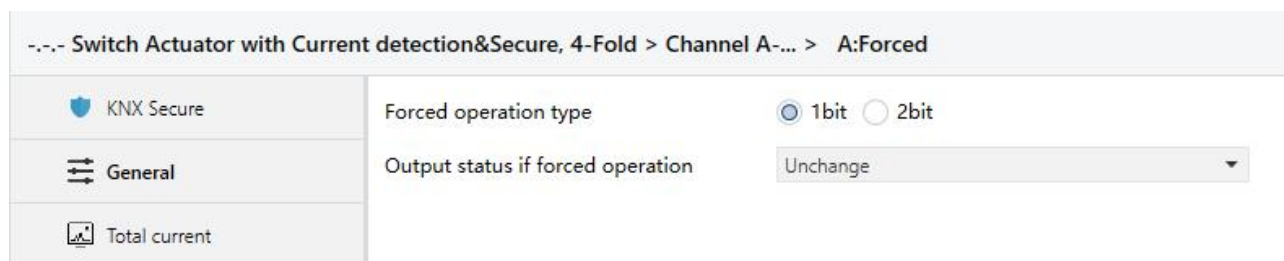 -.-.- Switch Actuator with Current detection&Secure, 4-Fold > Channel A-... > A:Forced
KNX Secure
General
Total current
Forced operation type 1bit 2bit
Output status if forced operation Unchange